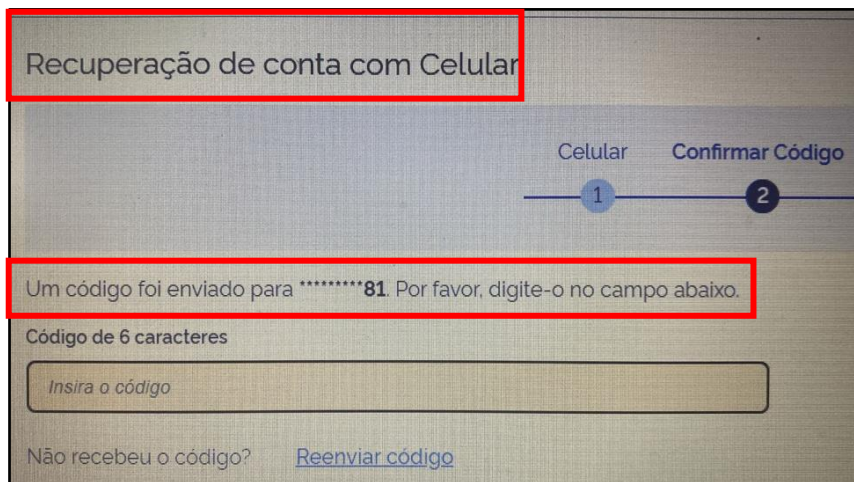 Recuperação de conta com Celular
Celular Confirmar Código
1 2
Um código foi enviado para *********81. Por favor, digite-o no campo abaixo.
Código de 6 caracteres
Insira o código
Não recebeu o código? Reenviar código